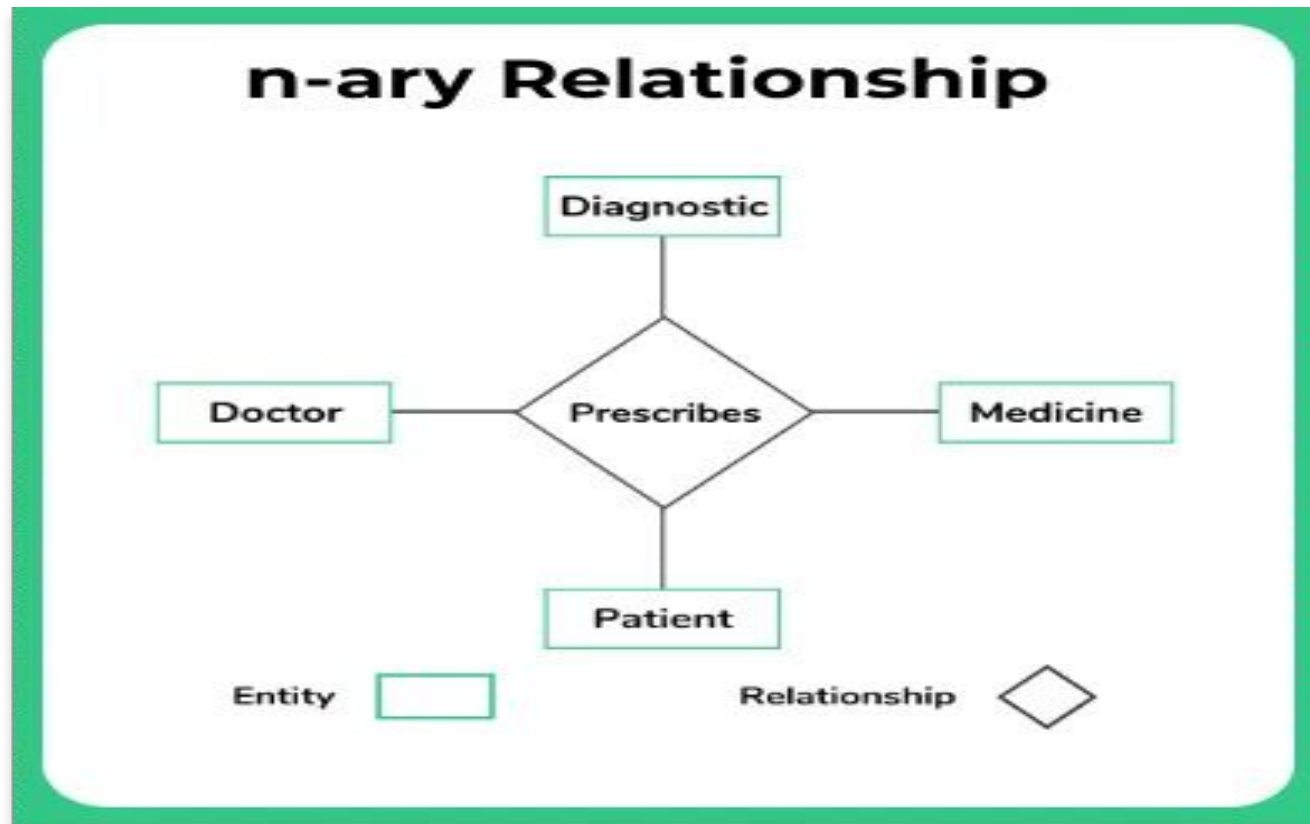 n-ary Relationship
Diagnostic
Doctor
Prescribes
Medicine
Patient
Entity
Relationship